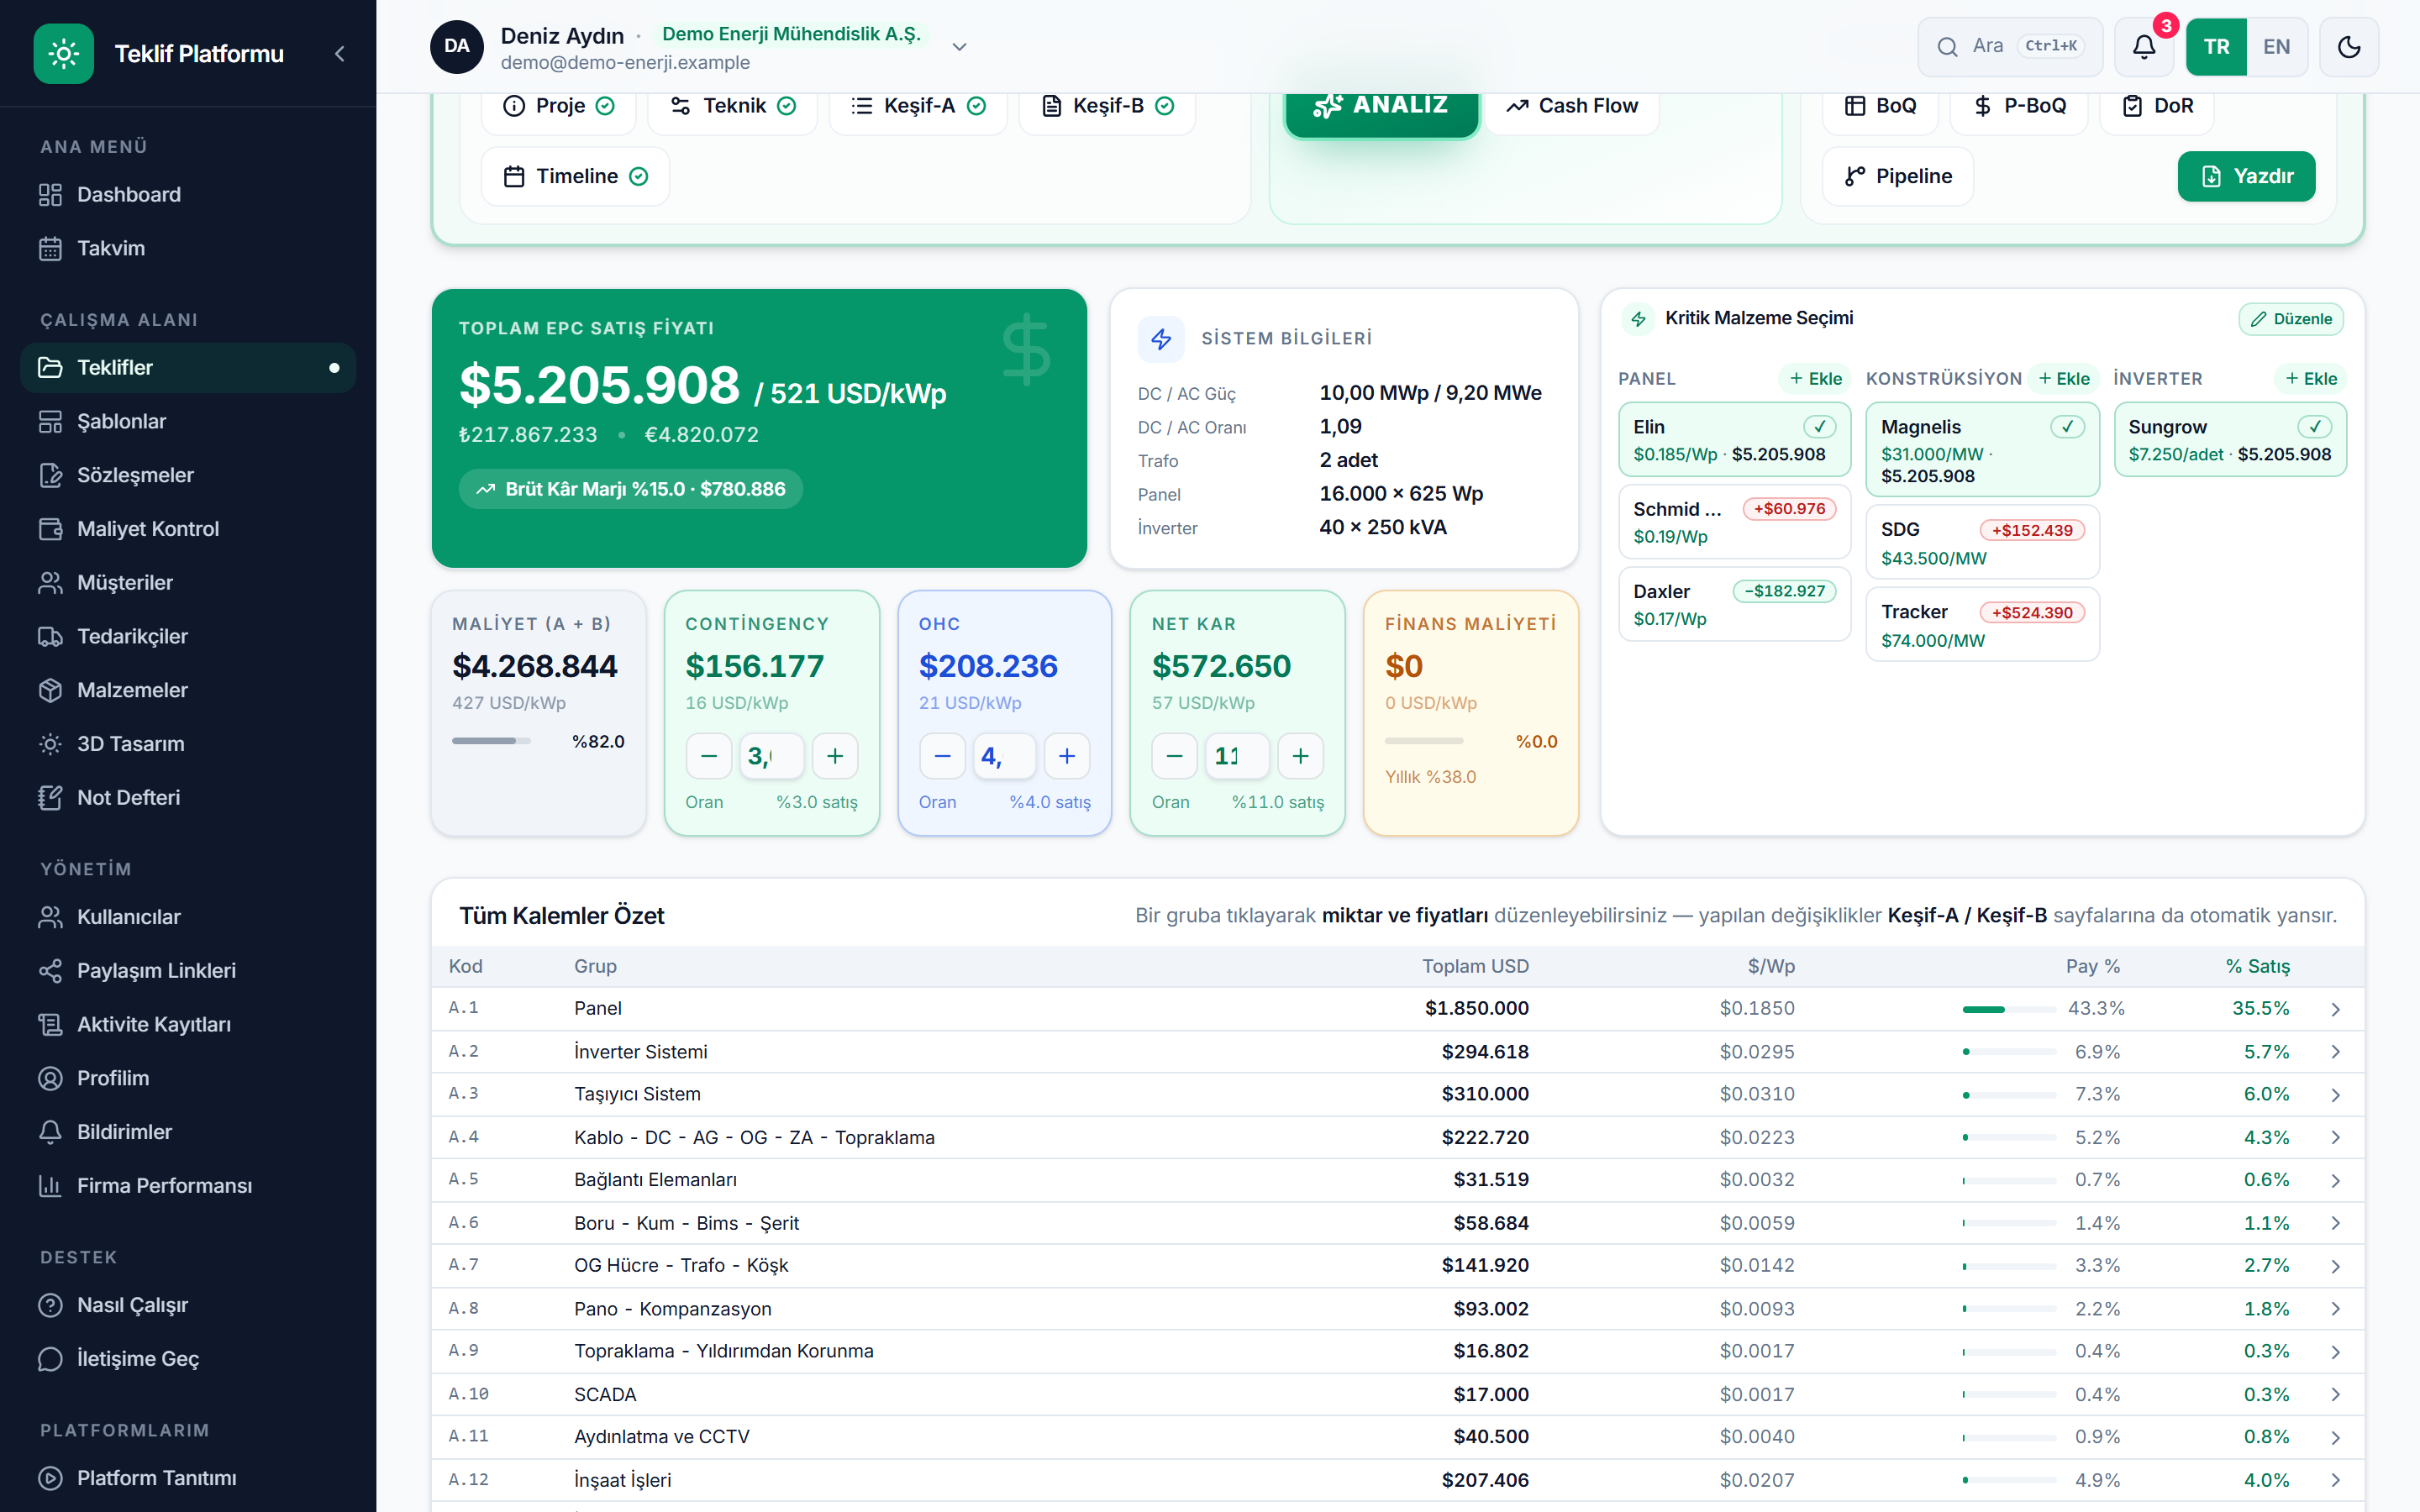 Teklif Platformu
ANA MENÜ
Dashboard
Takvim
ÇALIŞMA ALANI
Teklifler
Şablonlar
Sözleşmeler
Maliyet Kontrol
Müşteriler
Tedarikçiler
Malzemeler
3D Tasarım
Not Defteri
YÖNETİM
Kullanıcılar
Paylaşım Linkleri
Aktivite Kayıtları
Profilim
Bildirimler
Firma Performansı
DESTEK
Nasıl Çalışır
İletişime Geç
PLATFORMLARIM
Platform Tanıtımı
DA
Deniz Aydın · Demo Enerji Mühendislik A.Ş.
demo@demo-enerji.example
Ara Ctrl+K
3
TR EN
Proje Teknik Keşif-A Keşif-B
Timeline
ANALİZ Cash Flow
BoQ P-BoQ DoR
Pipeline Yazdır
TOPLAM EPC SATIŞ FİYATI
$5.205.908 / 521 USD/kWp
₺217.867.233 • €4.820.072
Brüt Kâr Marjı %15.0 · $780.886
SİSTEM BİLGİLERİ
DC / AC Güç 10,00 MWp / 9,20 MWe
DC / AC Oranı 1,09
Trafo 2 adet
Panel 16.000 × 625 Wp
İnverter 40 × 250 kVA
Kritik Malzeme Seçimi Düzenle
PANEL + Ekle
Elin ✓
$0.185/Wp · $5.205.908
Schmid ... +$60.976
$0.19/Wp
Daxler −$182.927
$0.17/Wp
KONSTRÜKSİYON + Ekle
Magnelis ✓
$31.000/MW ·
$5.205.908
SDG +$152.439
$43.500/MW
Tracker +$524.390
$74.000/MW
İNVERTER + Ekle
Sungrow ✓
$7.250/adet · $5.205.908
MALİYET (A + B)
$4.268.844
427 USD/kWp
%82.0
CONTİNGENCY
$156.177
16 USD/kWp
− 3, +
Oran %3.0 satış
OHC
$208.236
21 USD/kWp
− 4, +
Oran %4.0 satış
NET KAR
$572.650
57 USD/kWp
− 11 +
Oran %11.0 satış
FİNANS MALİYETİ
$0
0 USD/kWp
%0.0
Yıllık %38.0
Tüm Kalemler Özet
Bir gruba tıklayarak miktar ve fiyatları düzenleyebilirsiniz — yapılan değişiklikler Keşif-A / Keşif-B sayfalarına da otomatik yansır.
Kod Grup Toplam USD $/Wp Pay % % Satış
A.1 Panel $1.850.000 $0.1850 43.3% 35.5%
A.2 İnverter Sistemi $294.618 $0.0295 6.9% 5.7%
A.3 Taşıyıcı Sistem $310.000 $0.0310 7.3% 6.0%
A.4 Kablo - DC - AG - OG - ZA - Topraklama $222.720 $0.0223 5.2% 4.3%
A.5 Bağlantı Elemanları $31.519 $0.0032 0.7% 0.6%
A.6 Boru - Kum - Bims - Şerit $58.684 $0.0059 1.4% 1.1%
A.7 OG Hücre - Trafo - Köşk $141.920 $0.0142 3.3% 2.7%
A.8 Pano - Kompanzasyon $93.002 $0.0093 2.2% 1.8%
A.9 Topraklama - Yıldırımdan Korunma $16.802 $0.0017 0.4% 0.3%
A.10 SCADA $17.000 $0.0017 0.4% 0.3%
A.11 Aydınlatma ve CCTV $40.500 $0.0040 0.9% 0.8%
A.12 İnşaat İşleri $207.406 $0.0207 4.9% 4.0%